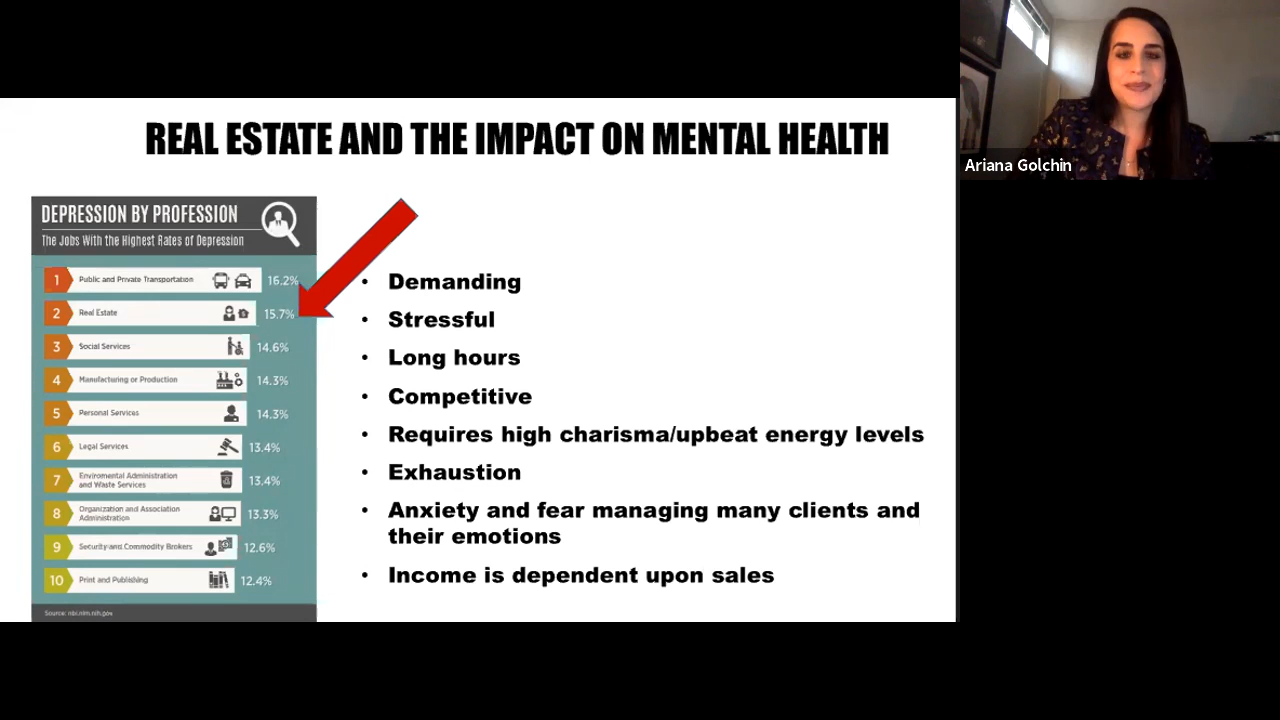 REAL ESTATE AND THE IMPACT ON MENTAL HEALTH
DEPRESSION BY PROFESSION
The Jobs With the Highest Rates of Depression
1 Public and Private Transportation 16.2%
2 Real Estate 15.7%
3 Social Services 14.6%
4 Manufacturing or Production 14.3%
5 Personal Services 14.3%
6 Legal Services 13.4%
7 Enviromental Administration
and Waste Services 13.4%
8 Organization and Association
Administration 13.3%
9 Security and Commodity Brokers 12.6%
10 Print and Publishing 12.4%
Source: nbi.nlm.nih.gov
• Demanding
• Stressful
• Long hours
• Competitive
• Requires high charisma/upbeat energy levels
• Exhaustion
• Anxiety and fear managing many clients and
their emotions
• Income is dependent upon sales
Ariana Golchin